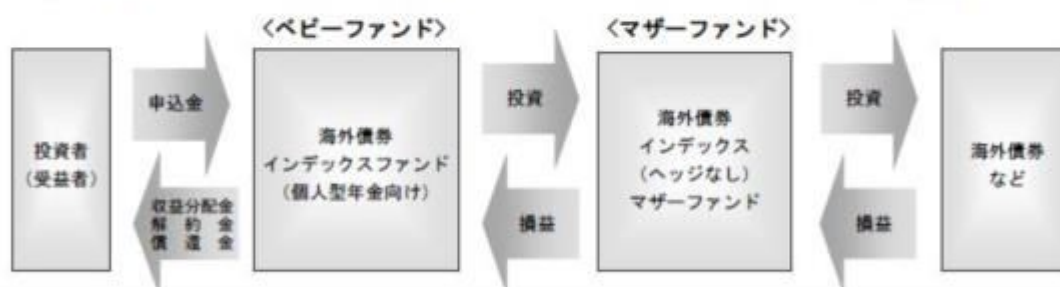 〈ベビーファンド〉
〈マザーファンド〉
投資者
(受益者)
申込金
収益分配金
解約金
償還金
海外債券
インデックスファンド
(個人型年金向け)
投資
損益
海外債券
インデックス
(ヘッジなし)
マザーファンド
投資
損益
海外債券
など